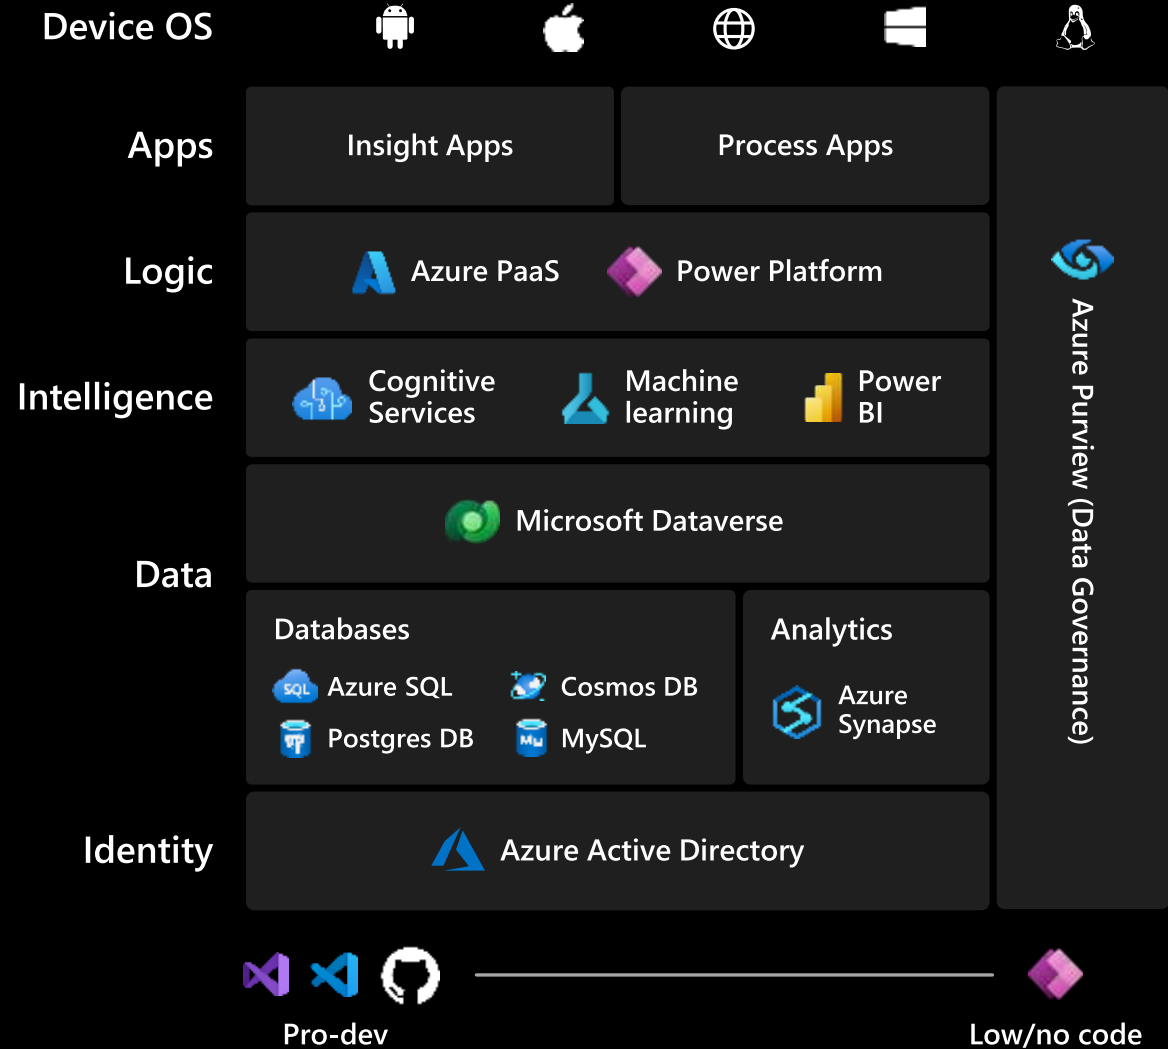 Device OS
Apps
Insight Apps
Process Apps
Logic
Azure PaaS
Power Platform
Intelligence
Cognitive
Services
Machine
learning
Power
BI
Data
Microsoft Dataverse
Databases
SQL
Azure SQL
Cosmos DB
Postgres DB
My
MySQL
Analytics
Azure
Synapse
Identity
Azure Active Directory
Azure Purview (Data Governance)
Pro-dev
Low/no code